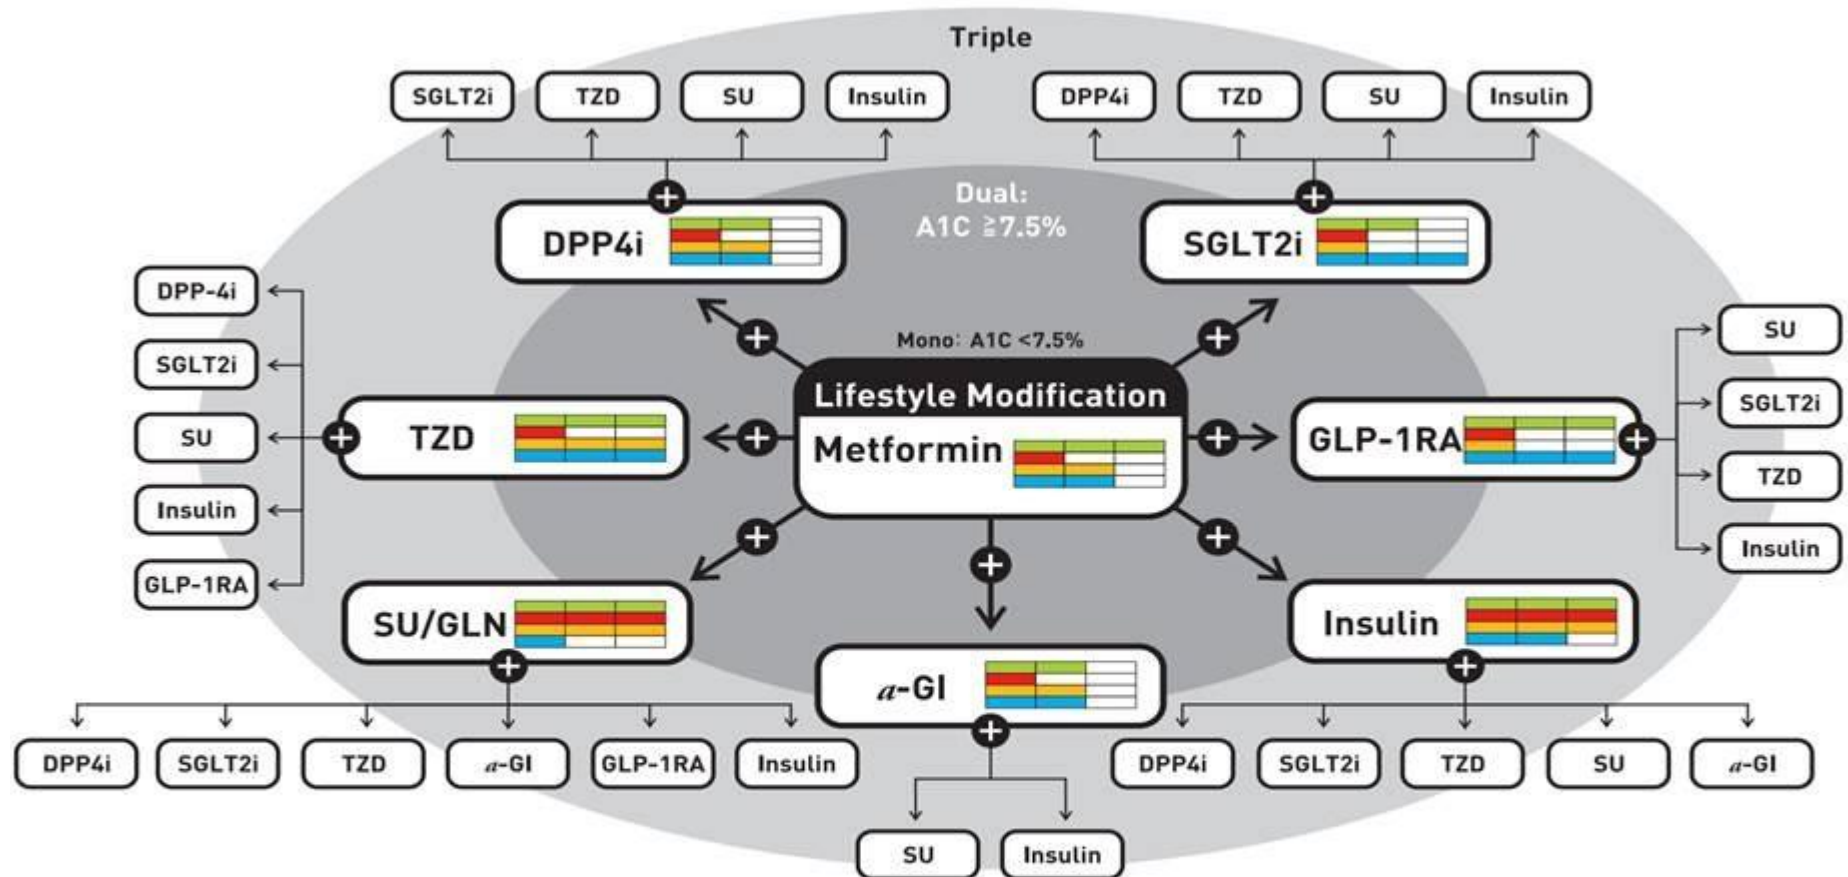 Triple
SGLT2i
TZD
SU
Insulin
DPP4i
TZD
SU
Insulin
Dual:
A1C ≧7.5%
DPP4i
SGLT2i
DPP-4i
SGLT2i
SU
Insulin
GLP-1RA
TZD
Mono: A1C <7.5%
Lifestyle Modification
Metformin
GLP-1RA
SU
SGLT2i
TZD
Insulin
SU/GLN
a-GI
Insulin
DPP4i
SGLT2i
TZD
a-GI
GLP-1RA
Insulin
SU
Insulin
DPP4i
SGLT2i
TZD
SU
a-GI